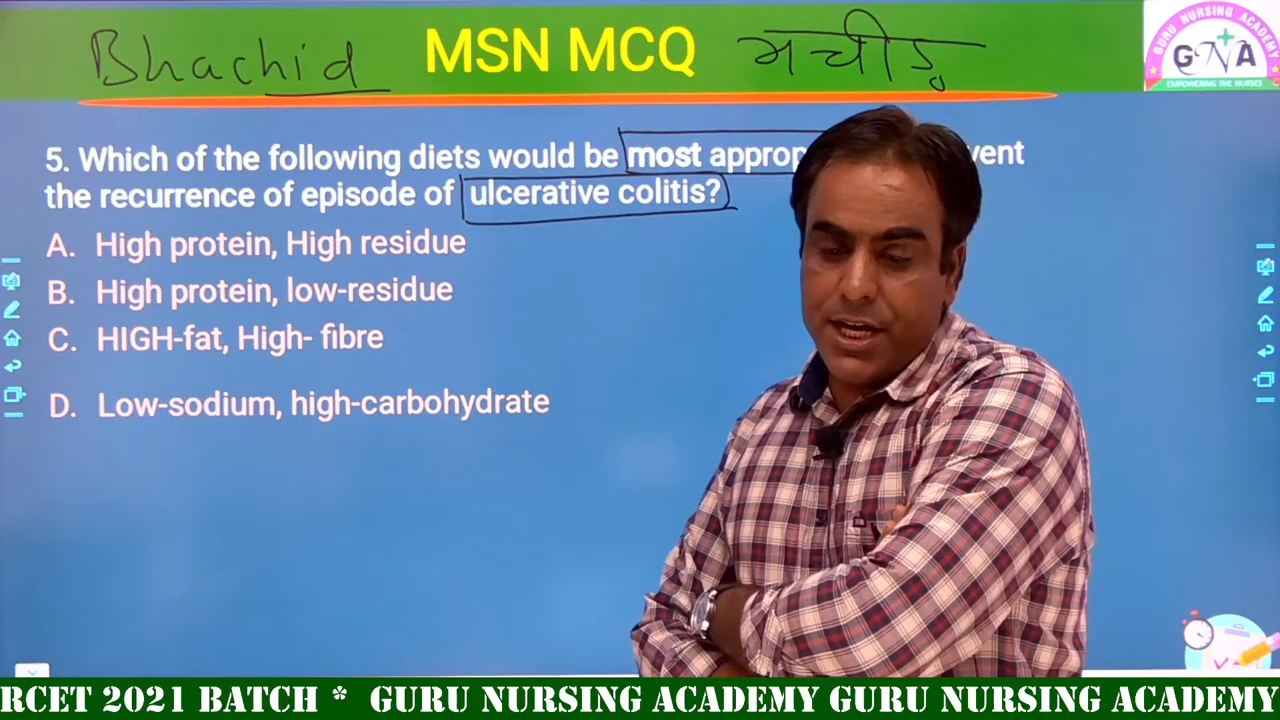 Bhachid MSN MCQ मचीड़
GURU NURSING ACADEMY
GNA
EMPOWERING THE NURSES
5. Which of the following diets would be most approp vent
the recurrence of episode of ulcerative colitis?
A. High protein, High residue
B. High protein, low-residue
C. HIGH-fat, High- fibre
D. Low-sodium, high-carbohydrate
RCET 2021 BATCH * GURU NURSING ACADEMY GURU NURSING ACADEMY